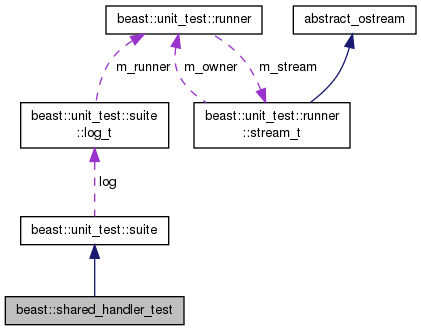 beast::unit_test::runner
abstract_ostream
m_runner
m_owner
m_stream
beast::unit_test::suite
::log_t
beast::unit_test::runner
::stream_t
log
beast::unit_test::suite
beast::shared_handler_test